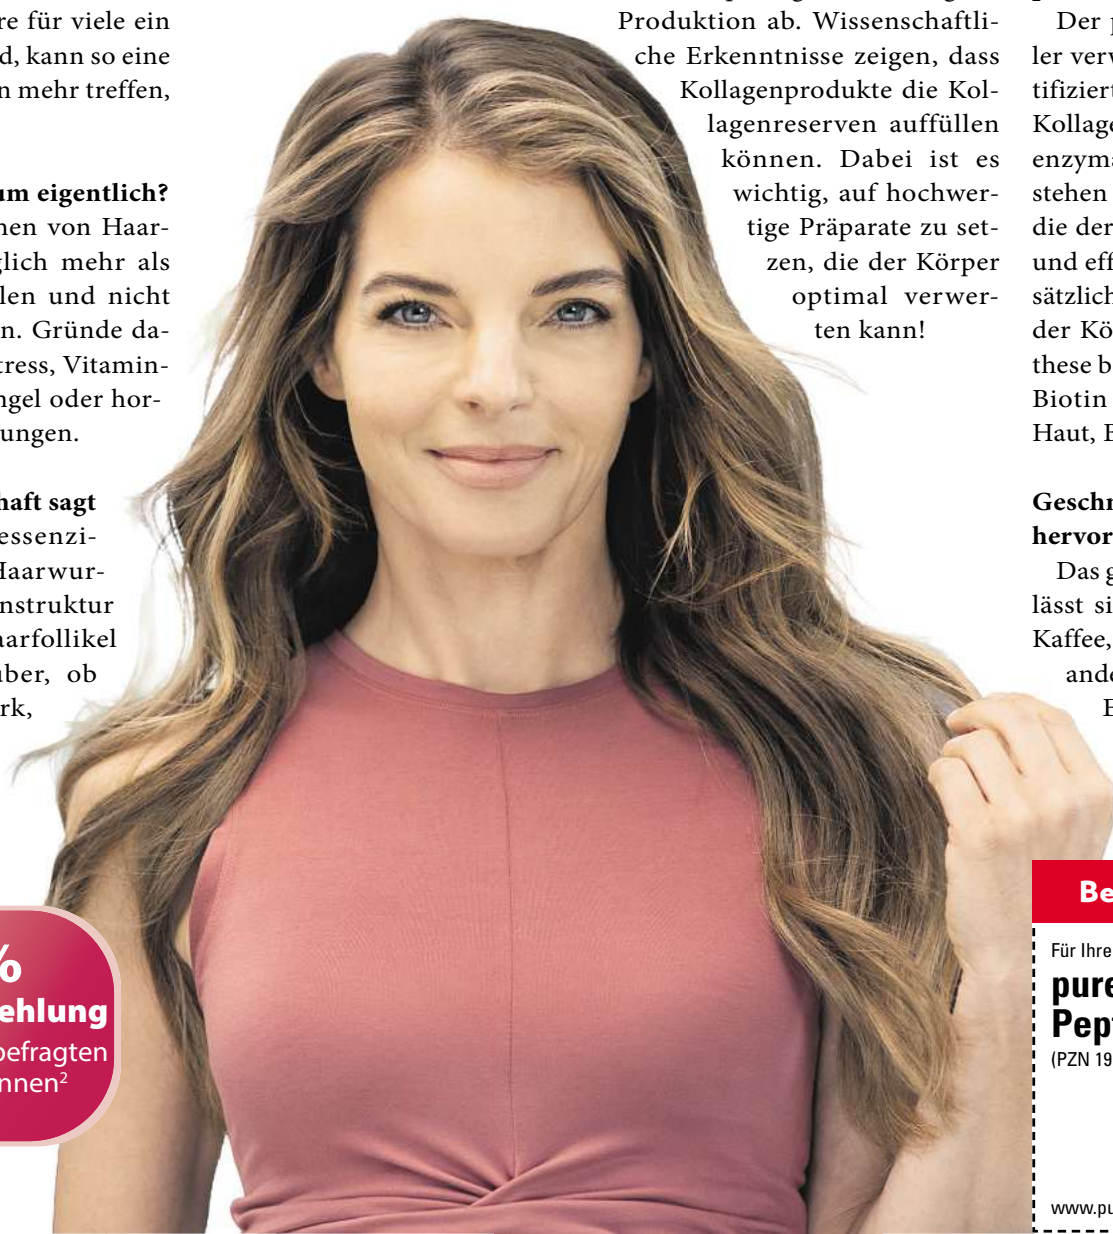 re für viele ein
d, kann so eine
n mehr treffen,
um eigentlich?
hen von Haar-
glich mehr als
len und nicht
n. Gründe da-
tress, Vitamin-
ngel oder hor-
ungen.
haft sagt
essenzi-
Haarwur-
nstruktur
aarfollikel
über, ob
rk,
%
ehlung
befragten
nnen²
Produktion ab. Wissenschaftli-
che Erkenntnisse zeigen, dass
Kollagenprodukte die Kol-
lagenreserven auffüllen
können. Dabei ist es
wichtig, auf hochwer-
tige Präparate zu set-
zen, die der Körper
optimal verwer-
ten kann!
Der p
ler verw
tifiziert
Kollage
enzyma
stehen
die der
und eff
sätzlich
der Kö
these b
Biotin
Haut, B
Geschm
hervor
Das g
lässt si
Kaffee,
ande
E
Be
Für Ihre
pure
Pep
(PZN 19
www.pu